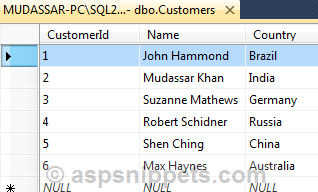 MUDASSAR-PC\SQL2...- dbo.Customers
CustomerId Name Country
1 John Hammond Brazil
2 Mudassar Khan India
3 Suzanne Mathews Germany
4 Robert Schidner Russia
5 Shen Ching China
6 Max Haynes Australia
NULL NULL NULL
© aspsnippets.com